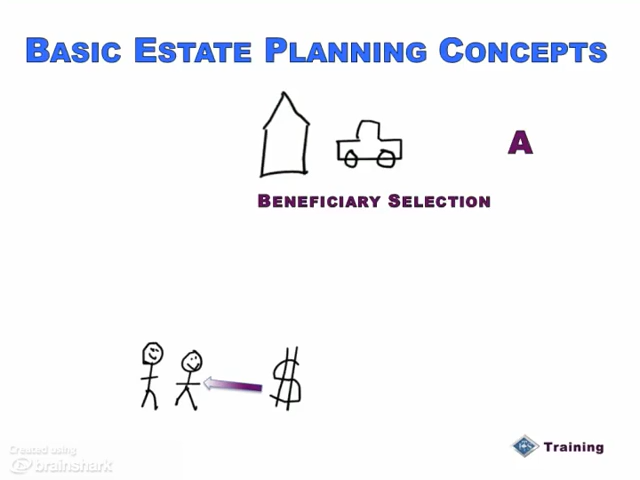 BASIC ESTATE PLANNING CONCEPTS
A
BENEFICIARY SELECTION
$
Created using
brainshark
Training